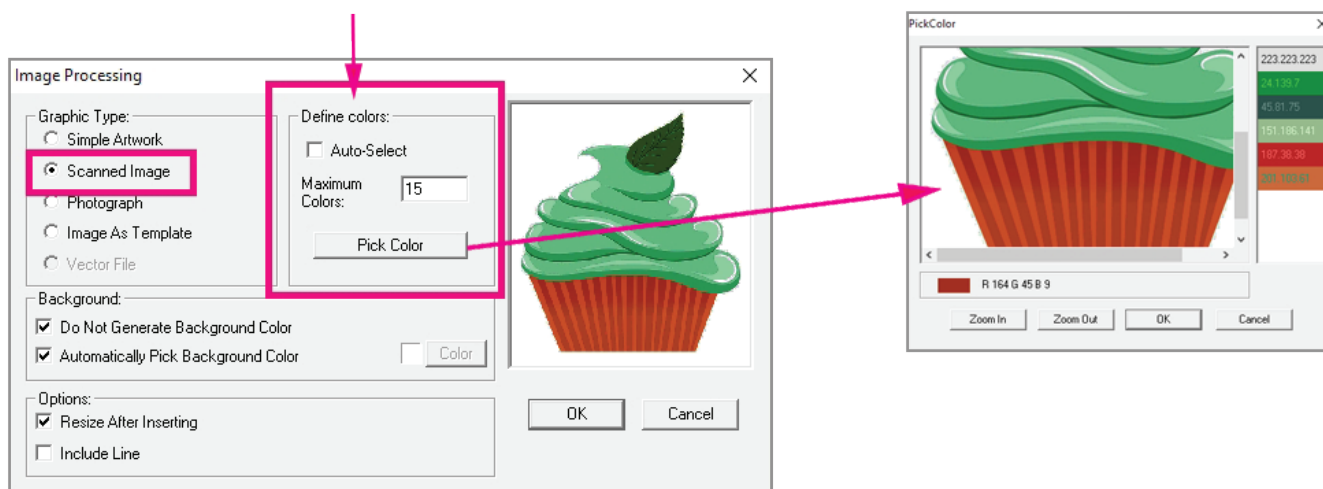 Image Processing
Graphic Type:
Simple Artwork
Scanned Image
Photograph
Image As Template
Vector File
Define colors:
Auto-Select
Maximum
Colors:
15
Pick Color
Background:
Do Not Generate Background Color
Automatically Pick Background Color
Color
Options:
Resize After Inserting
Include Line
OK
Cancel
PickColor
223.223.223
24.139.7
45.81.75
151.186.141
187.38.38
R 164 G 45 B 9
Zoom In
Zoom Out
OK
Cancel